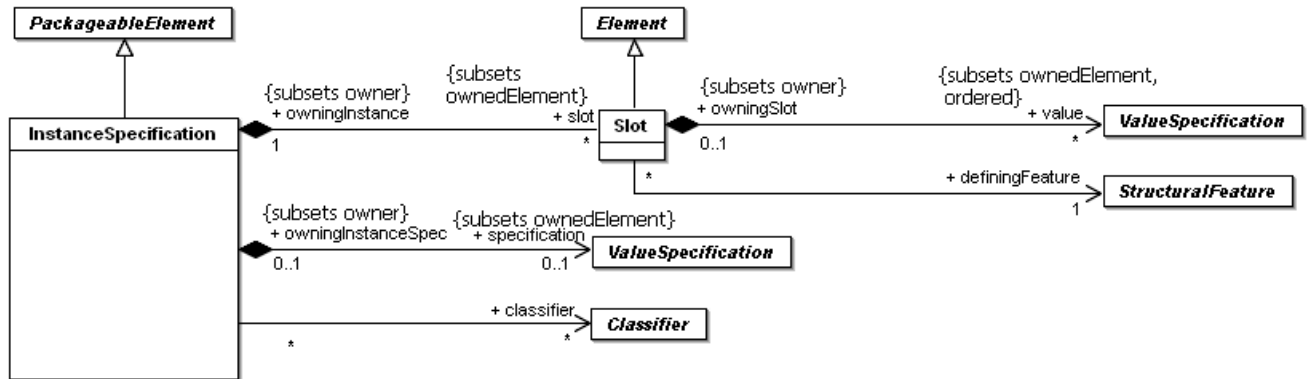 PackageableElement
Element
{subsets owner}
+ owningInstance
1
{subsets
ownedElement}
+ slot
*
{subsets owner}
+ owningSlot
0..1
{subsets ownedElement,
ordered}
+ value
*
InstanceSpecification
Slot
ValueSpecification
*
+ definingFeature
1
StructuralFeature
{subsets owner}
+ owningInstanceSpec
0..1
{subsets ownedElement}
+ specification
0..1
ValueSpecification
+ classifier
*
*
Classifier